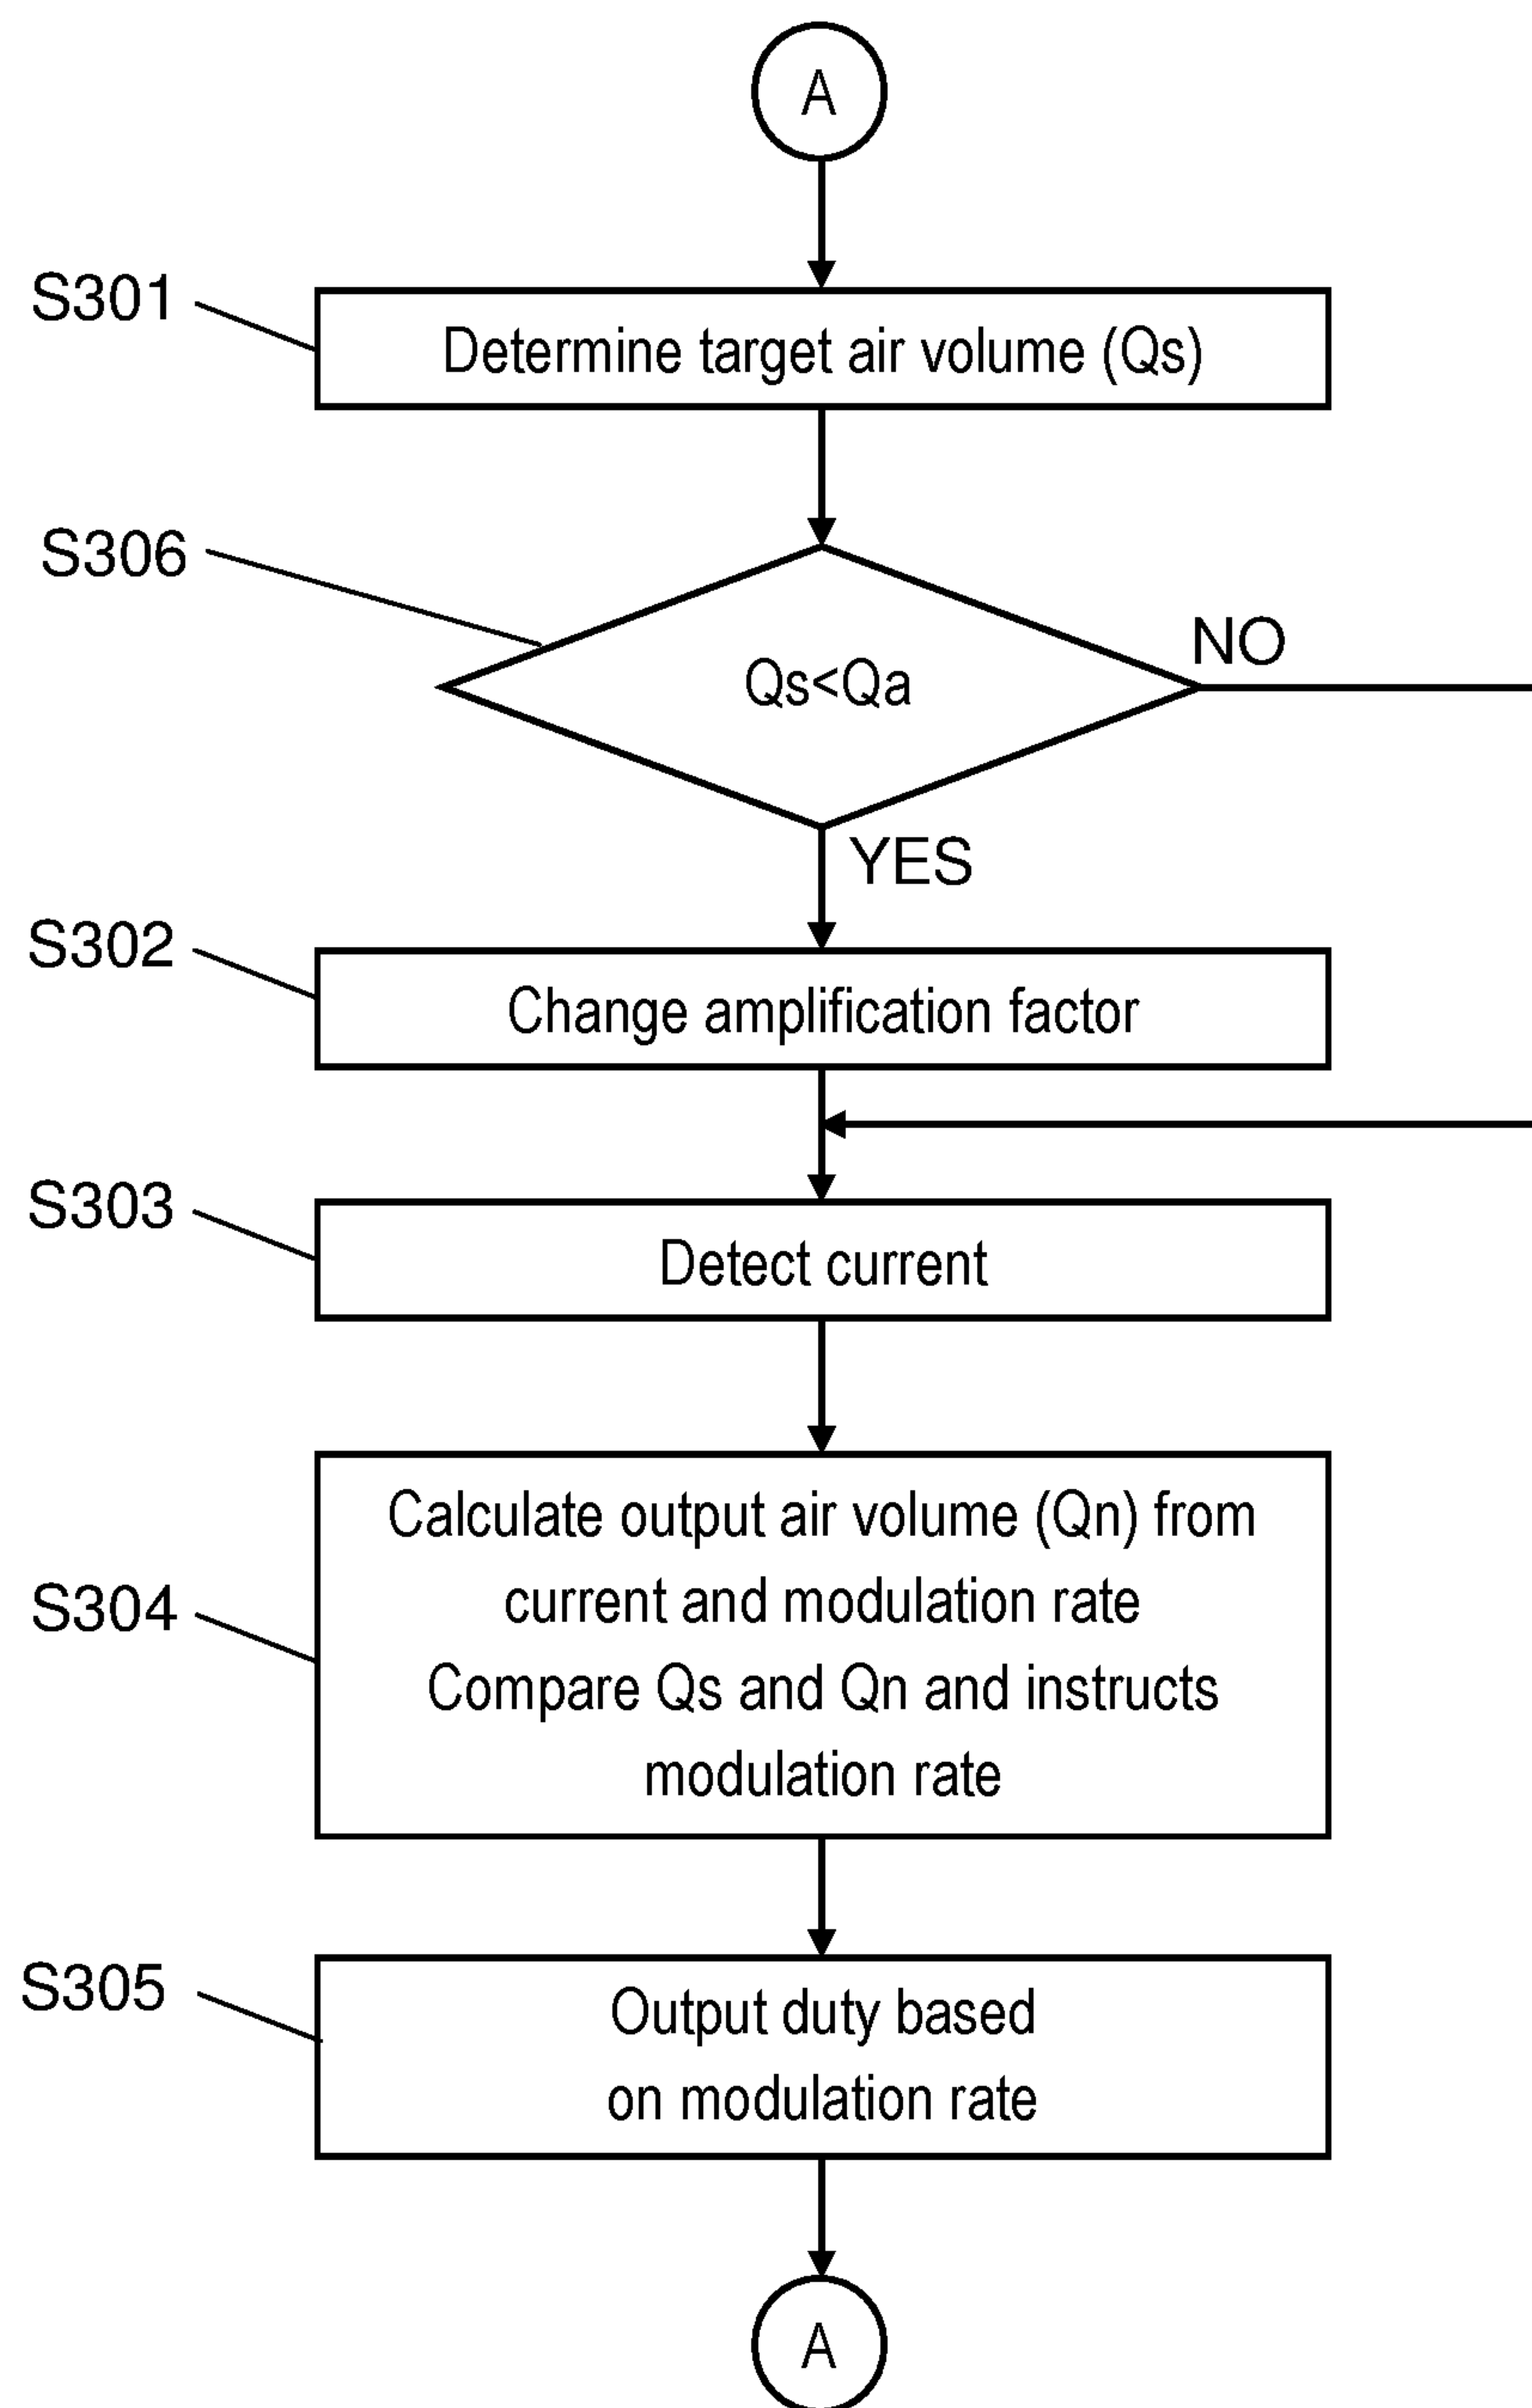 A
S301
Determine target air volume (Qs)
S306
Qs<Qa
NO
YES
S302
Change amplification factor
S303
Detect current
S304
Calculate output air volume (Qn) from
current and modulation rate
Compare Qs and Qn and instructs
modulation rate
S305
Output duty based
on modulation rate
A